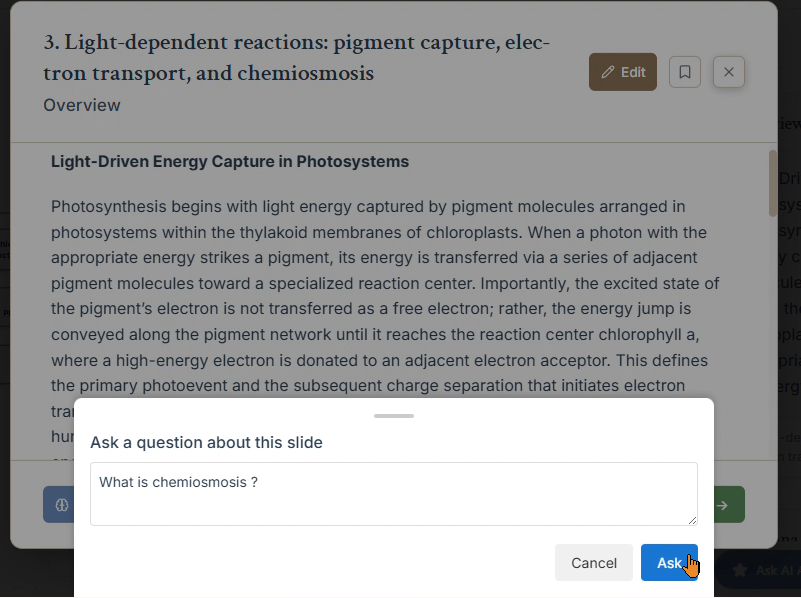 3. Light-dependent reactions: pigment capture, elec-
tron transport, and chemiosmosis
Edit
Overview
Light-Driven Energy Capture in Photosystems
Photosynthesis begins with light energy captured by pigment molecules arranged in
photosystems within the thylakoid membranes of chloroplasts. When a photon with the
appropriate energy strikes a pigment, its energy is transferred via a series of adjacent
pigment molecules toward a specialized reaction center. Importantly, the excited state of
the pigment's electron is not transferred as a free electron; rather, the energy jump is
conveyed along the pigment network until it reaches the reaction center chlorophyll a,
where a high-energy electron is donated to an adjacent electron acceptor. This defines
the primary photoevent and the subsequent charge separation that initiates electron
Ask a question about this slide
What is chemiosmosis ?
Cancel
Ask
Ask AI